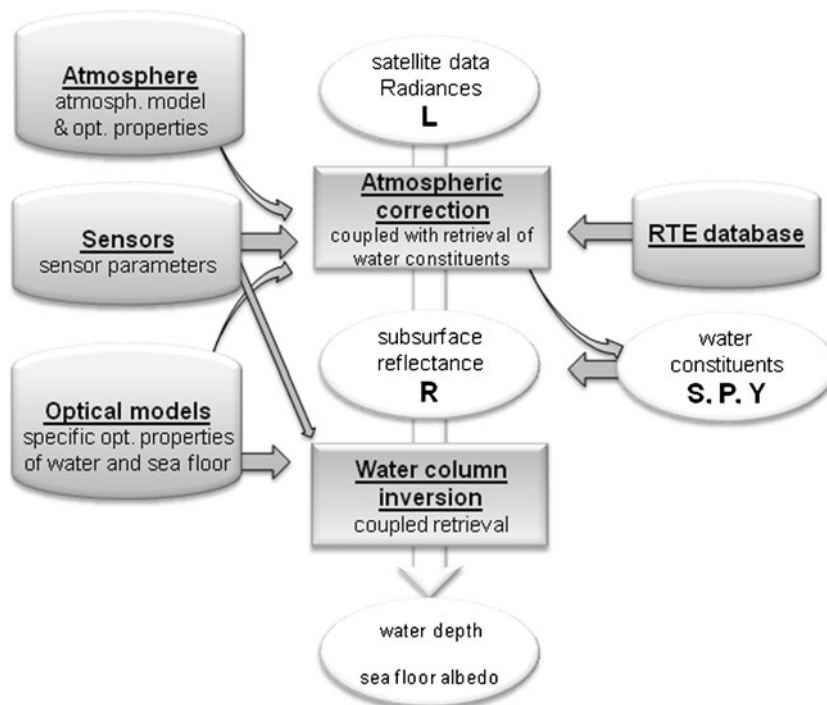 Atmosphere
atmosph. model
& opt. properties
satellite data
Radiances
L
Atmospheric
correction
coupled with retrieval of
water constituents
Sensors
sensor parameters
RTE database
subsurface
reflectance
R
water
constituents
S. P. Y
Optical models
specific opt. properties
of water and sea floor
Water column
inversion
coupled retrieval
water depth
sea floor albedo